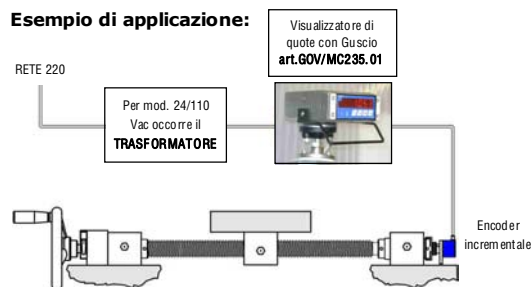 Esempio di applicazione:
Visualizzatore di
quote con Guscio
art.GOV/MC235.01
RETE 220
Per mod. 24/110
Vac occorre il
TRASFORMATORE
Encoder
incrementale